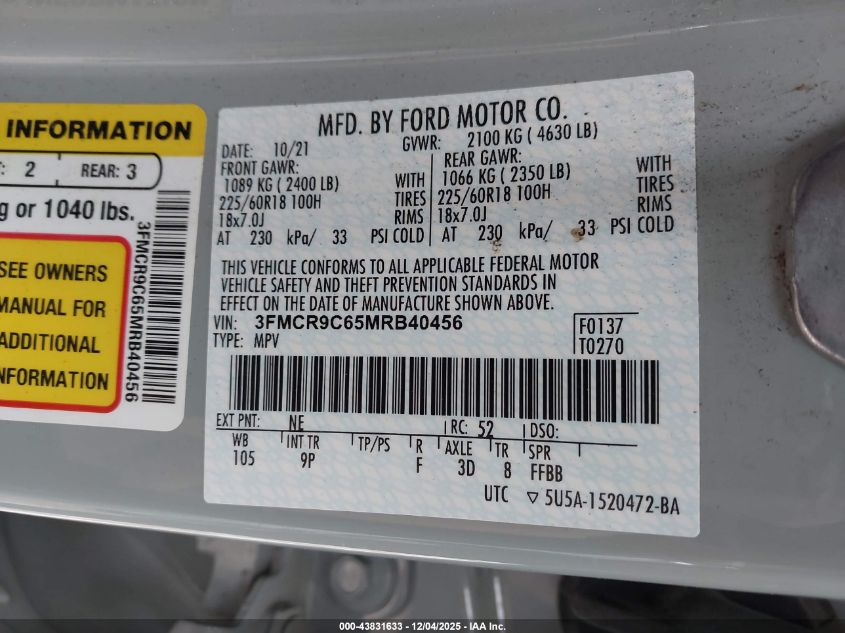 INFORMATION
: 2 REAR: 3
g or 1040 lbs.
SEE OWNERS
MANUAL FOR
ADDITIONAL
INFORMATION
3FMCR9C65MRB40456
MFD. BY FORD MOTOR CO.
DATE: 10/21 GVWR: 2100 KG ( 4630 LB)
FRONT GAWR: REAR GAWR:
1089 KG ( 2400 LB) WITH 1066 KG ( 2350 LB) WITH
225/60R18 100H TIRES 225/60R18 100H TIRES
18x7.0J RIMS 18x7.0J RIMS
AT 230 kPa/ 33 PSI COLD AT 230 kPa/ 33 PSI COLD
THIS VEHICLE CONFORMS TO ALL APPLICABLE FEDERAL MOTOR
VEHICLE SAFETY AND THEFT PREVENTION STANDARDS IN
EFFECT ON THE DATE OF MANUFACTURE SHOWN ABOVE.
VIN: 3FMCR9C65MRB40456 F0137
TYPE: MPV T0270
EXT PNT: NE RC: 52 DSO:
WB INT TR TP/PS R AXLE TR SPR
105 9P F 3D 8 FFBB
UTC ▽ 5U5A-1520472-BA
000-43831633 - 12/04/2025 - IAA Inc.